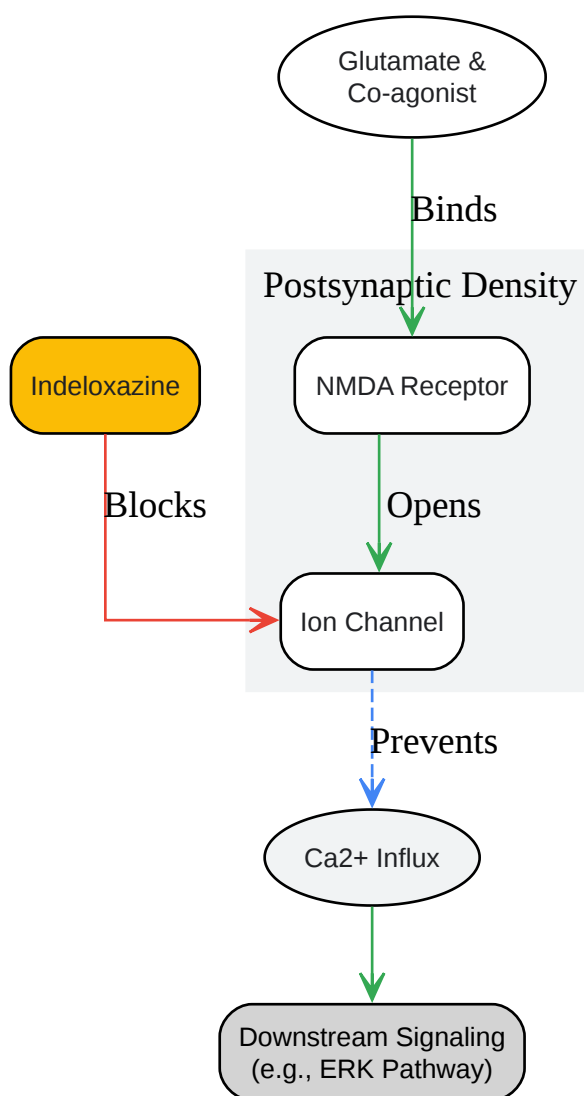 Glutamate &
Co-agonist
Binds
Postsynaptic Density
Indeloxazine
NMDA Receptor
Blocks
Opens
Ion Channel
Prevents
Ca2+ Influx
Downstream Signaling
(e.g., ERK Pathway)